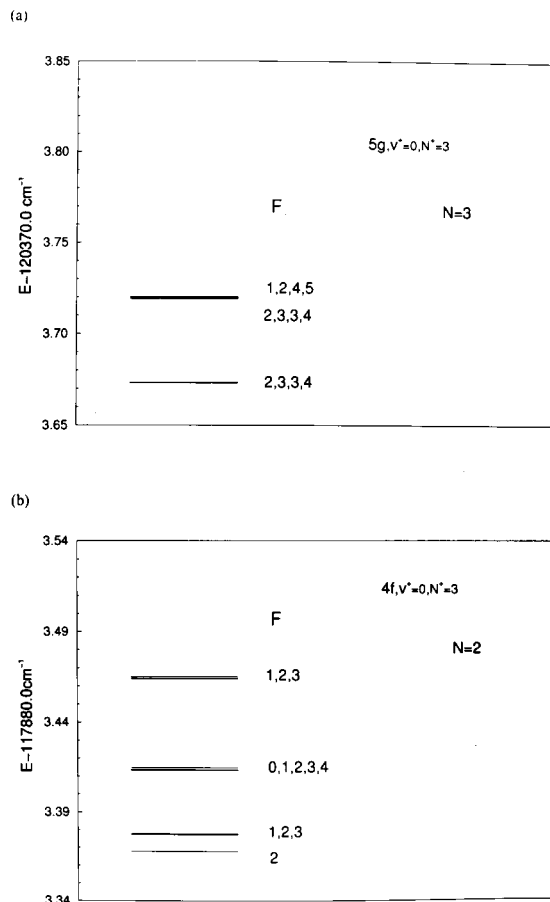 (a)
3.85
3.80
3.75
3.70
3.65
E−120370.0 cm⁻¹
5g,v⁺=0,N⁺=3
F
N=3
1,2,4,5
2,3,3,4
2,3,3,4
(b)
3.54
3.49
3.44
3.39
3.34
E−117880.0cm⁻¹
4f,v⁺=0,N⁺=3
F
N=2
1,2,3
0,1,2,3,4
1,2,3
2